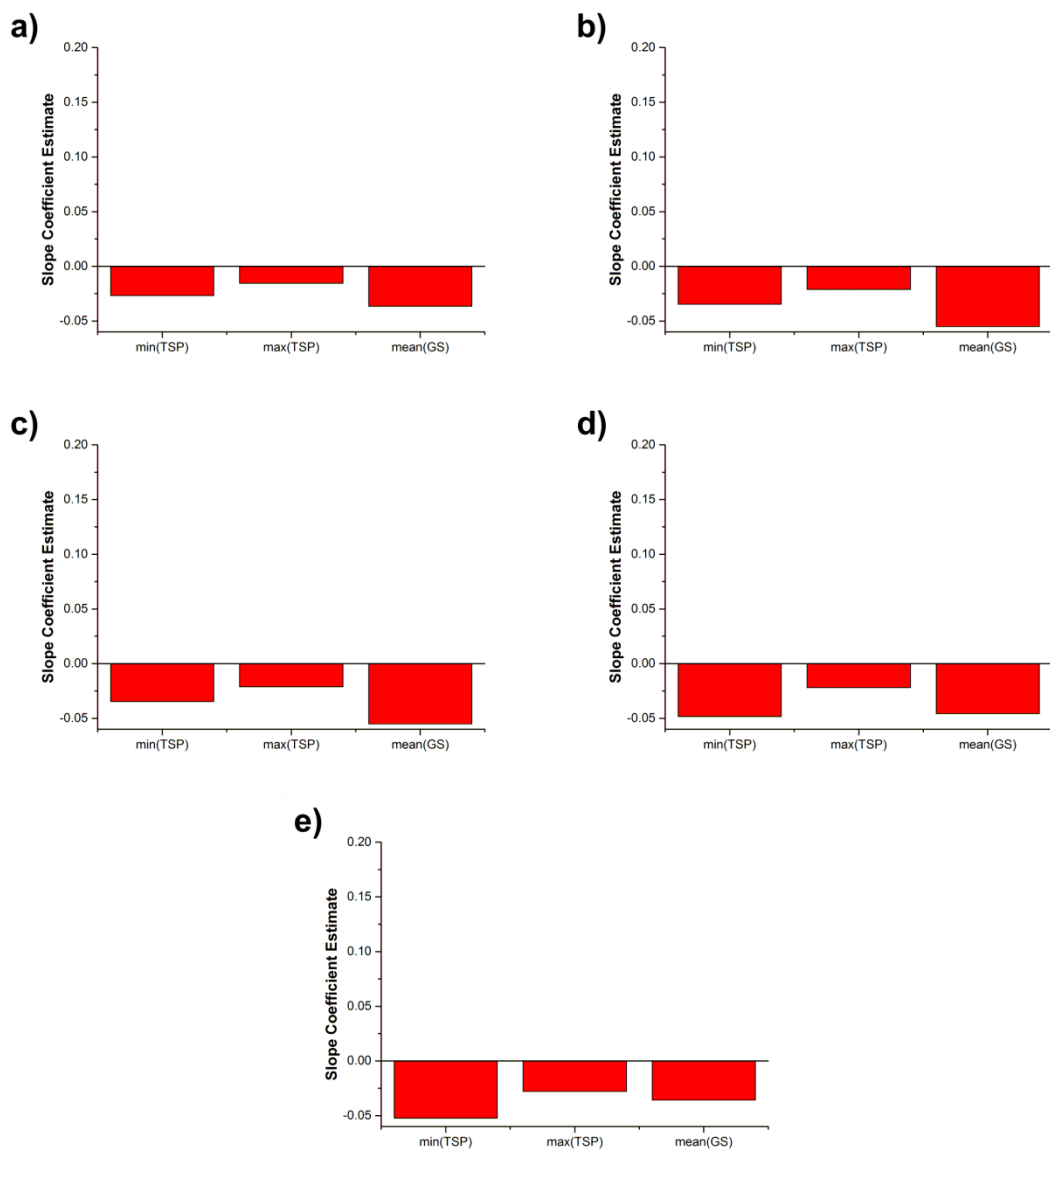 a)
Slope Coefficient Estimate
0.20
0.15
0.10
0.05
0.00
-0.05
min(TSP) max(TSP) mean(GS)
b)
Slope Coefficient Estimate
0.20
0.15
0.10
0.05
0.00
-0.05
min(TSP) max(TSP) mean(GS)
c)
Slope Coefficient Estimate
0.20
0.15
0.10
0.05
0.00
-0.05
min(TSP) max(TSP) mean(GS)
d)
Slope Coefficient Estimate
0.20
0.15
0.10
0.05
0.00
-0.05
min(TSP) max(TSP) mean(GS)
e)
Slope Coefficient Estimate
0.20
0.15
0.10
0.05
0.00
-0.05
min(TSP) max(TSP) mean(GS)